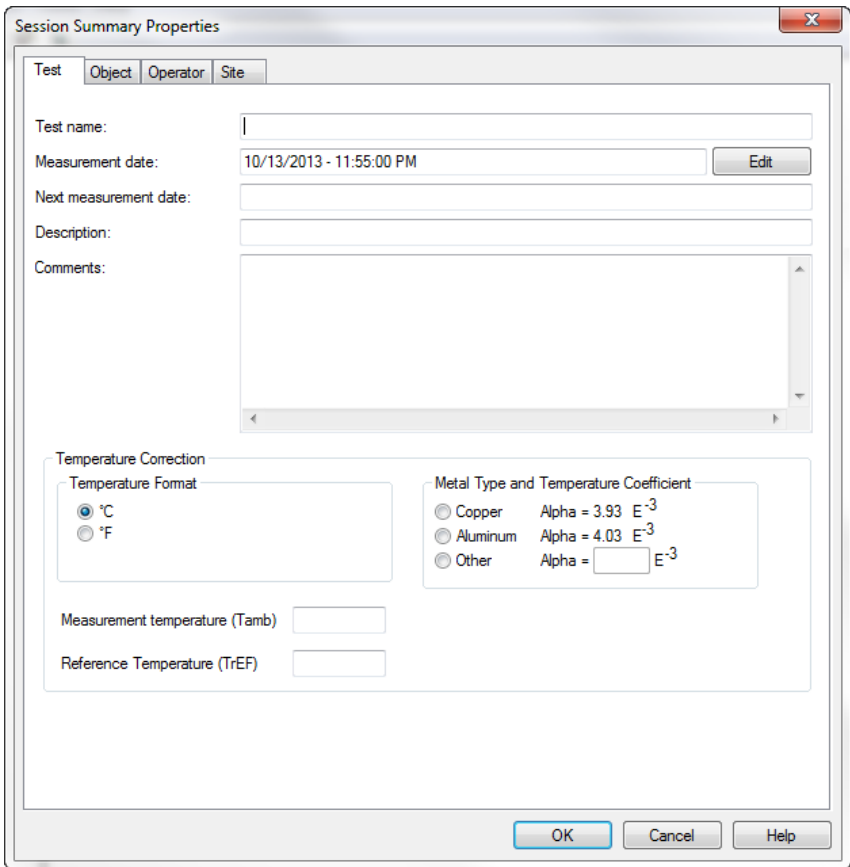 Session Summary Properties
Test Object Operator Site
Test name:
Measurement date: 10/13/2013 - 11:55:00 PM Edit
Next measurement date:
Description:
Comments:
Temperature Correction
Temperature Format
°C
°F
Metal Type and Temperature Coefficient
Copper Alpha = 3.93 E-3
Aluminum Alpha = 4.03 E-3
Other Alpha = E-3
Measurement temperature (Tamb)
Reference Temperature (TrEF)
OK Cancel Help